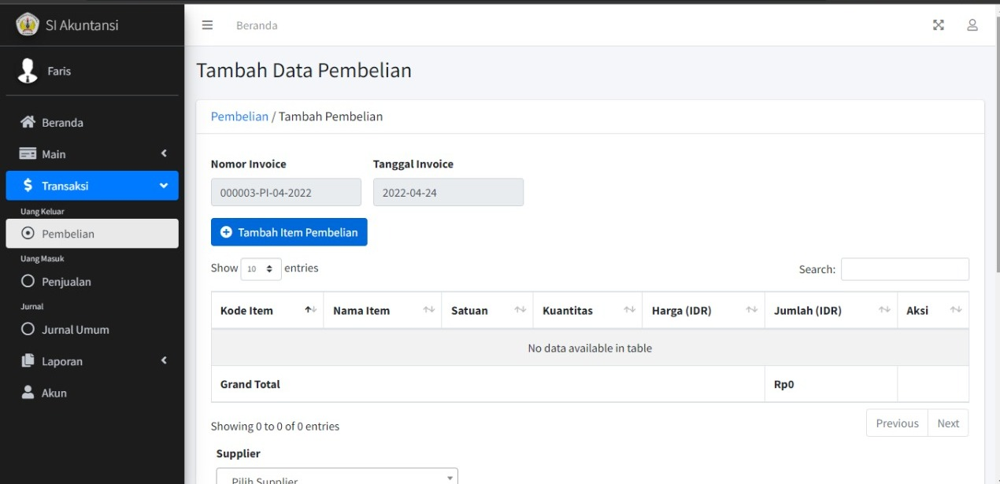 SI Akuntansi
Beranda
Faris
Beranda
Main
Transaksi
Uang Keluar
Pembelian
Uang Masuk
Penjualan
Jurnal
Jurnal Umum
Laporan
Akun
Tambah Data Pembelian
Pembelian / Tambah Pembelian
Nomor Invoice Tanggal Invoice
000003-PI-04-2022 2022-04-24
Tambah Item Pembelian
Show 10 entries Search:
Kode Item Nama Item Satuan Kuantitas Harga (IDR) Jumlah (IDR) Aksi
No data available in table
Grand Total Rp0
Showing 0 to 0 of 0 entries Previous Next
Supplier
Pilih Supplier